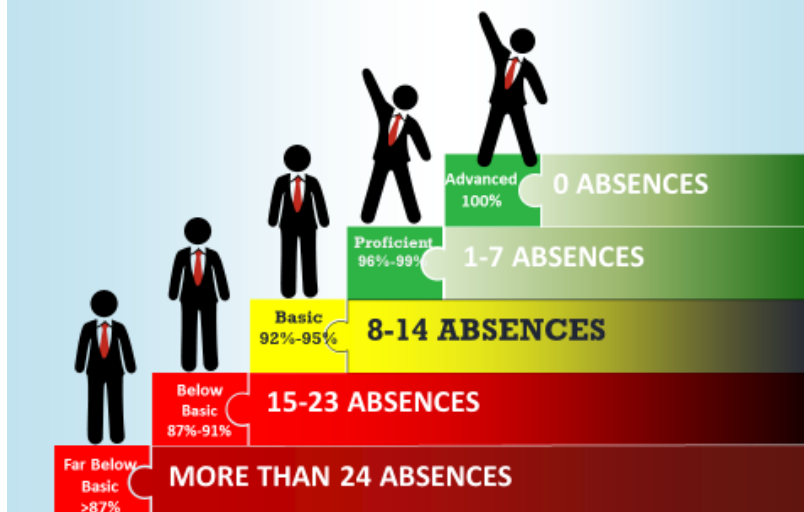 Advanced
100%
0 ABSENCES
Proficient
96%-99%
1-7 ABSENCES
Basic
92%-95%
8-14 ABSENCES
Below
Basic
87%-91%
15-23 ABSENCES
Far Below
Basic
>87%
MORE THAN 24 ABSENCES